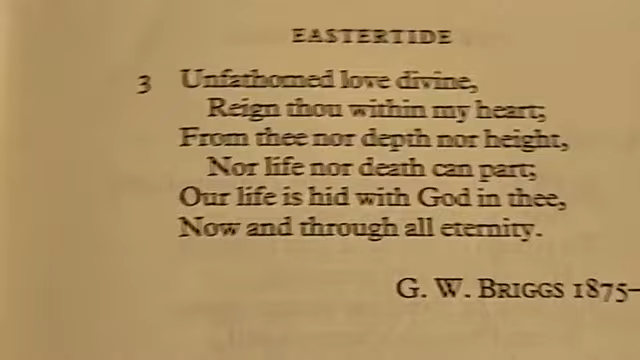 EASTERTIDE
3 Unfathomed love divine,
Reign thou within my heart;
From thee nor depth nor height,
Nor life nor death can part;
Our life is hid with God in thee,
Now and through all eternity.
G. W. BRIGGS 1875–